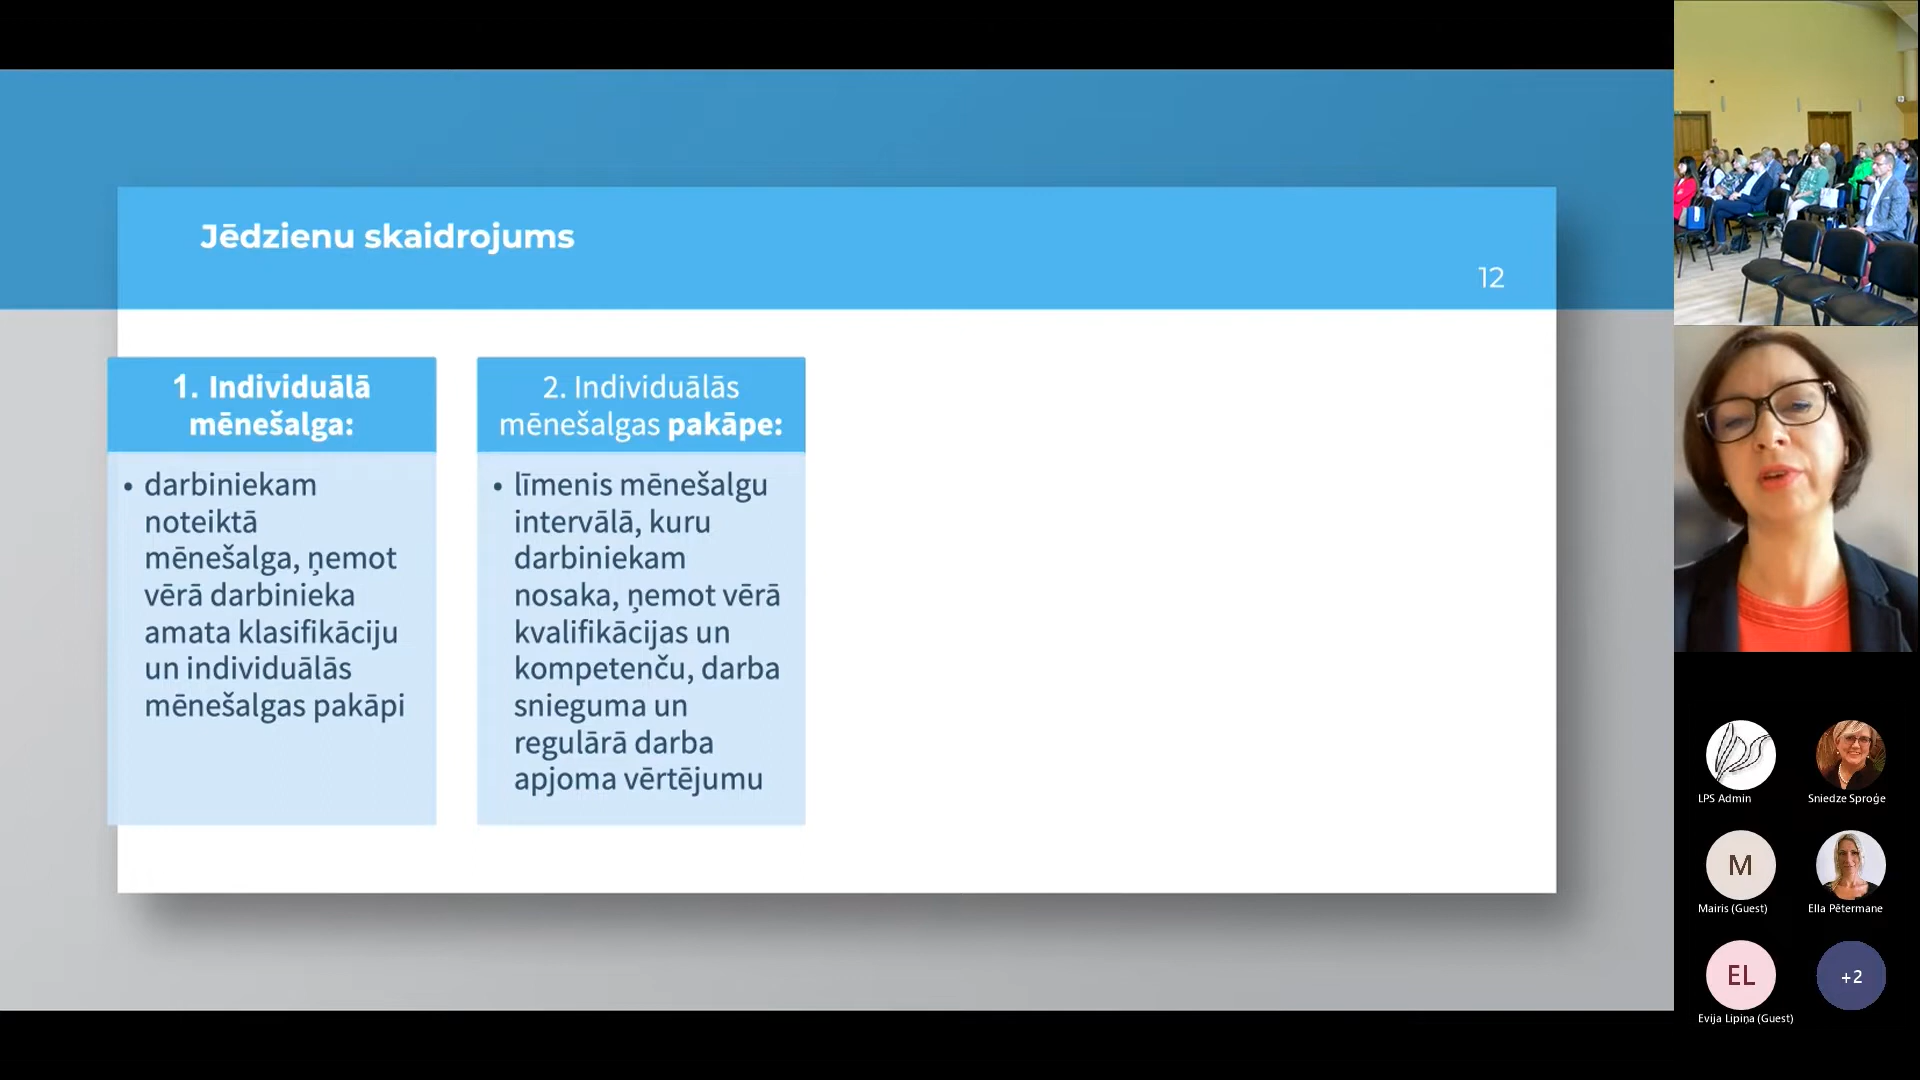 Jēdzienu skaidrojums
12
1. Individuālā
mēnešalga:
• darbiniekam
noteiktā
mēnešalga, ņemot
vērā darbinieka
amata klasifikāciju
un individuālās
mēnešalgas pakāpi
2. Individuālās
mēnešalgas pakāpe:
• līmenis mēnešalgu
intervālā, kuru
darbiniekam
nosaka, ņemot vērā
kvalifikācijas un
kompetenču, darba
snieguma un
regulārā darba
apjoma vērtējumu
LPS Admin
Sniedze Sproģe
M
Mairis (Guest)
Ella Pētermane
EL
Evija Lipiņa (Guest)
+2